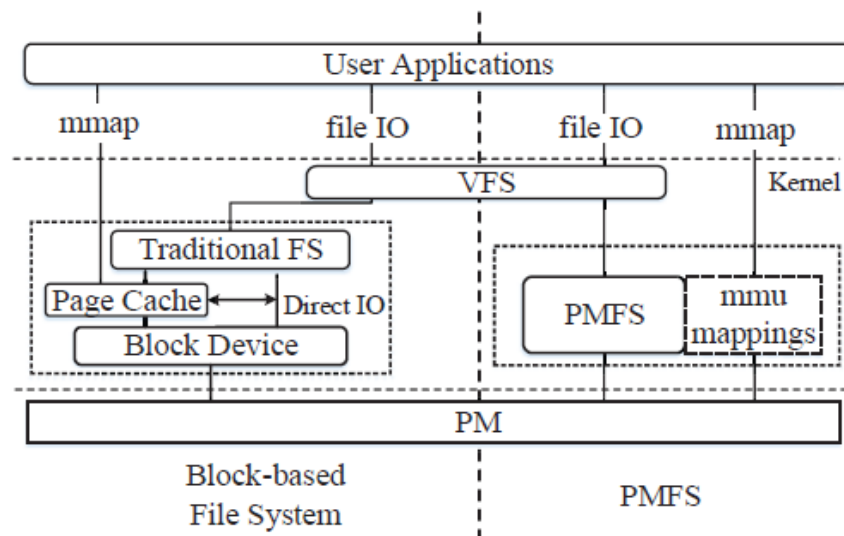 User Applications
mmap
file IO
file IO
mmap
VFS
Kernel
Traditional FS
Page Cache
Direct IO
Block Device
PMFS
mmu
mappings
PM
Block-based
File System
PMFS